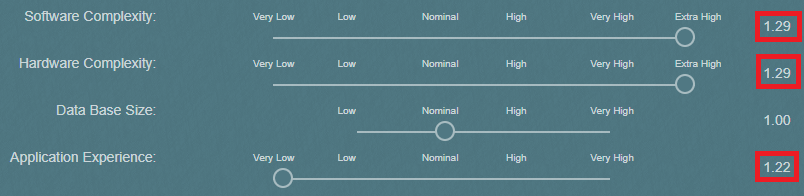 Software Complexity: Very Low Low Nominal High Very High Extra High 1.29
Hardware Complexity: Very Low Low Nominal High Very High Extra High 1.29
Data Base Size: Low Nominal High Very High 1.00
Application Experience: Very Low Low Nominal High Very High 1.22